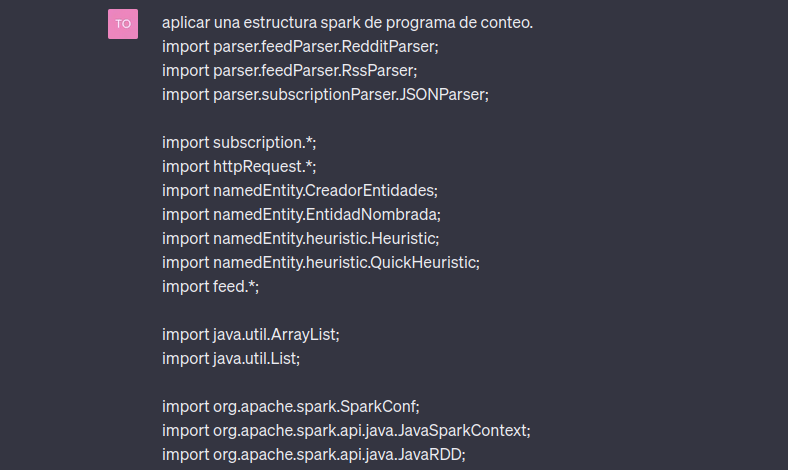 TO
aplicar una estructura spark de programa de conteo.
import parser.feedParser.RedditParser;
import parser.feedParser.RssParser;
import parser.subscriptionParser.JSONParser;
import subscription.*;
import httpRequest.*;
import namedEntity.CreadorEntidades;
import namedEntity.EntidadNombrada;
import namedEntity.heuristic.Heuristic;
import namedEntity.heuristic.QuickHeuristic;
import feed.*;
import java.util.ArrayList;
import java.util.List;
import org.apache.spark.SparkConf;
import org.apache.spark.api.java.JavaSparkContext;
import org.apache.spark.api.java.JavaRDD;